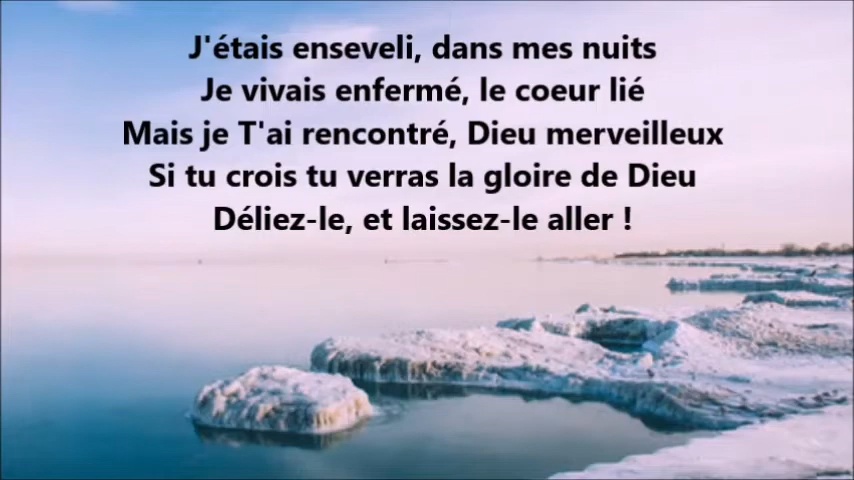 J'étais enseveli, dans mes nuits
Je vivais enfermé, le coeur lié
Mais je T'ai rencontré, Dieu merveilleux
Si tu crois tu verras la gloire de Dieu
Déliez-le, et laissez-le aller !